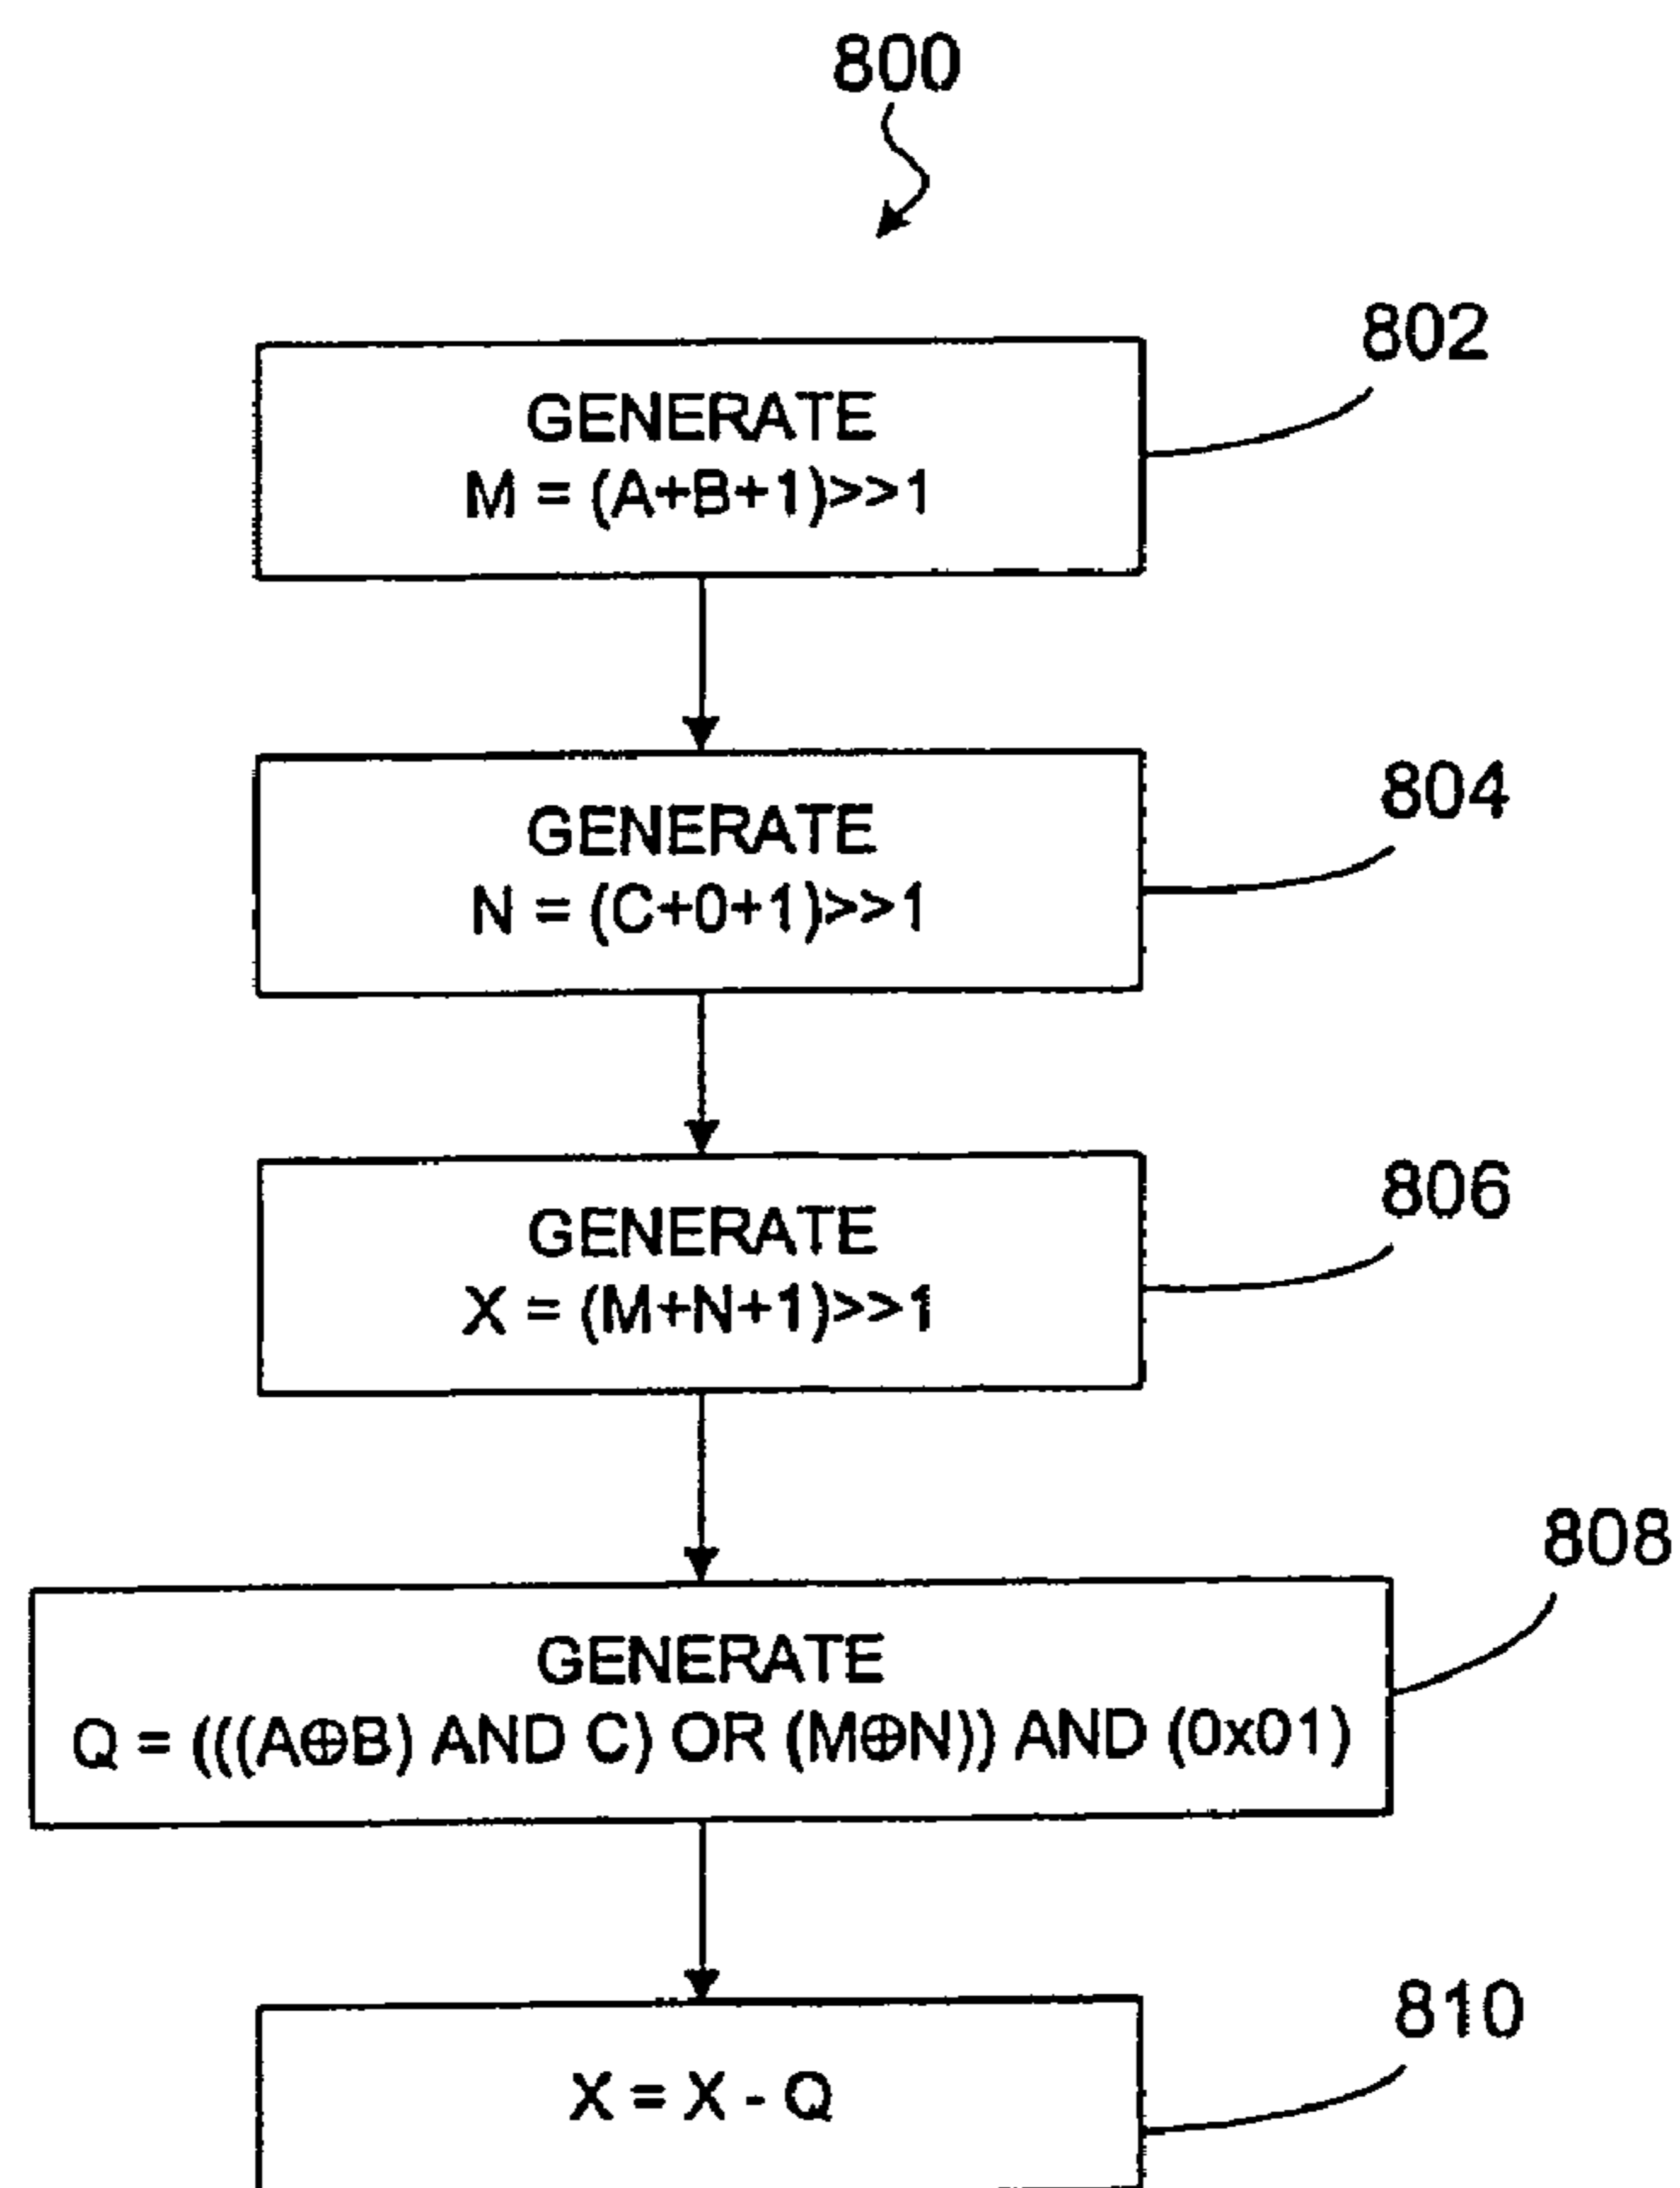 800
802
GENERATE
M = (A+B+1)>>1
804
GENERATE
N = (C+0+1)>>1
806
GENERATE
X = (M+N+1)>>1
808
GENERATE
Q = (((A⊕B) AND C) OR (M⊕N)) AND (0x01)
810
X = X - Q